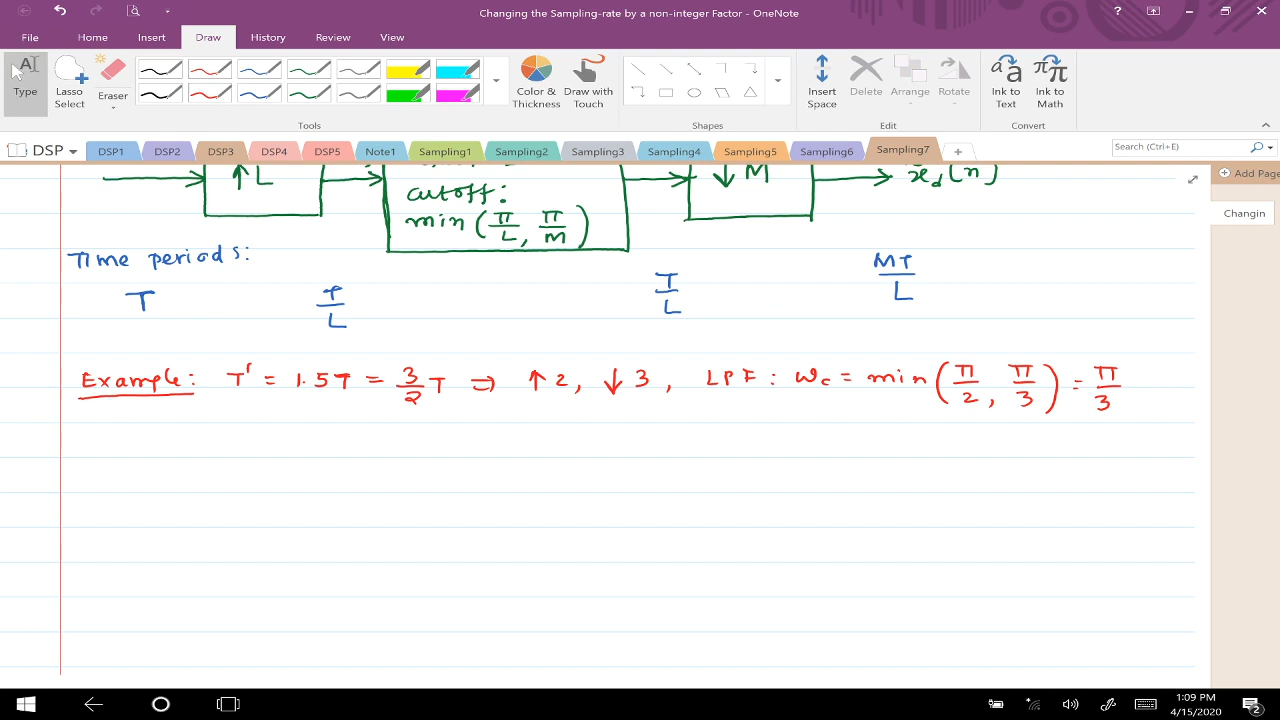 Changing the Sampling-rate by a non-integer Factor - OneNote
File Home Insert Draw History Review View
Type Lasso Select Eraser Color & Thickness Draw with Touch Insert Space Delete Arrange Rotate Ink to Text Ink to Math
Tools Shapes Edit Convert
DSP DSP1 DSP2 DSP3 DSP4 DSP5 Note1 Sampling1 Sampling2 Sampling3 Sampling4 Sampling5 Sampling6 Sampling7 Search (Ctrl+E)
Add Page
Changin
↑ L ↓ M x̃d[n]
cutoff:
min (π/L, π/M)
Time periods:
T T/L T/L MT/L
Example: T' = 1.5T = 3/2 T ⇒ ↑ 2, ↓ 3, LPF: ωc = min (π/2, π/3) = π/3
1:09 PM
4/15/2020
2